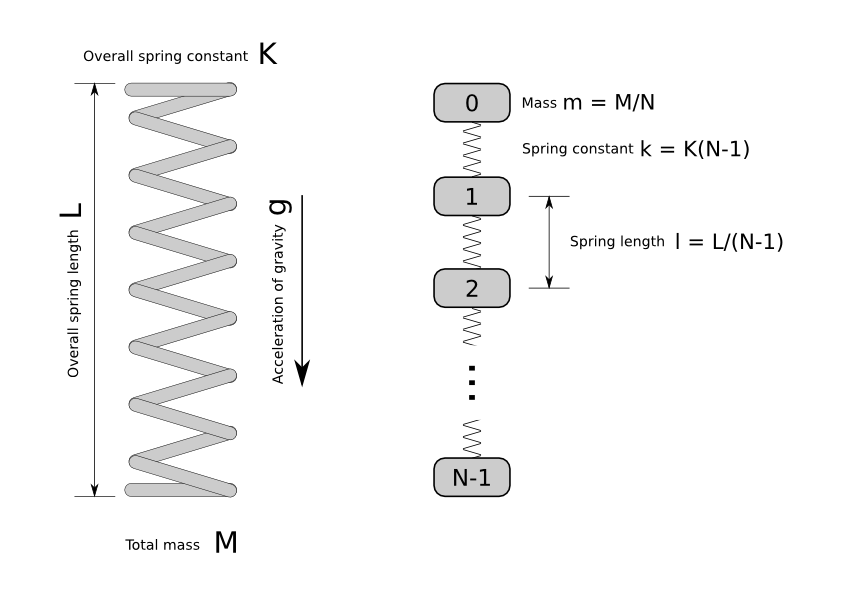 Overall spring constant K
Overall spring length L
Acceleration of gravity g
Total mass M
0
Mass m = M/N
Spring constant k = K(N-1)
1
Spring length l = L/(N-1)
2
...
N-1